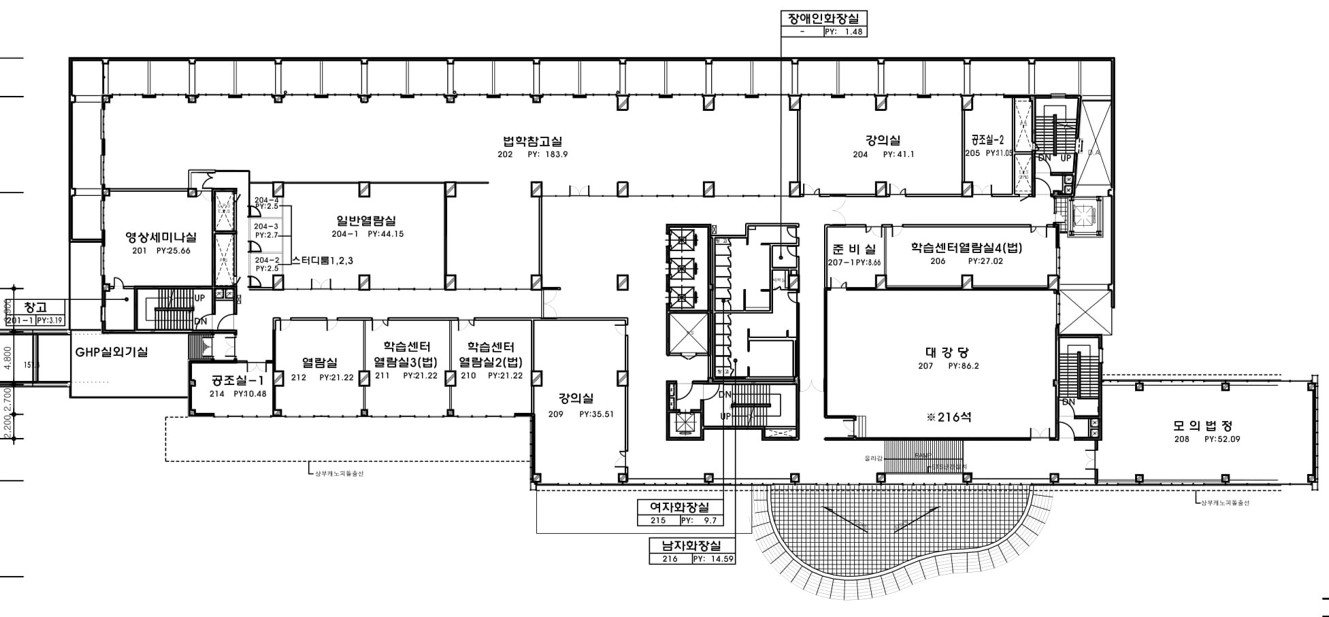 장애인화장실
- PY: 1.48
법학참고실
202 PY: 183.9
강의실
204 PY:41.1
공조실-2
205 PY:11.05
DN UP
영상세미나실
201 PY:25.66
204-4
PY:2.5
204-3
PY:2.7
204-2
PY:2.5
스터디룸1,2,3
일반열람실
204-1 PY:44.15
준 비 실
207-1 PY:8.66
학습센터열람실4(법)
206 PY:27.02
창고
201-1 PY:3.19
UP
DN
GHP실외기실
4.800
2.700
2.200
공조실-1
214 PY:10.48
열람실
212 PY:21.22
학습센터
열람실3(법)
211 PY:21.22
학습센터
열람실2(법)
210 PY:21.22
강의실
209 PY:35.51
DN
UP
대 강 당
207 PY:86.2
※216석
RAMP
DN
모 의 법 정
208 PY:52.09
여자화장실
215 PY: 9.7
남자화장실
216 PY: 14.59